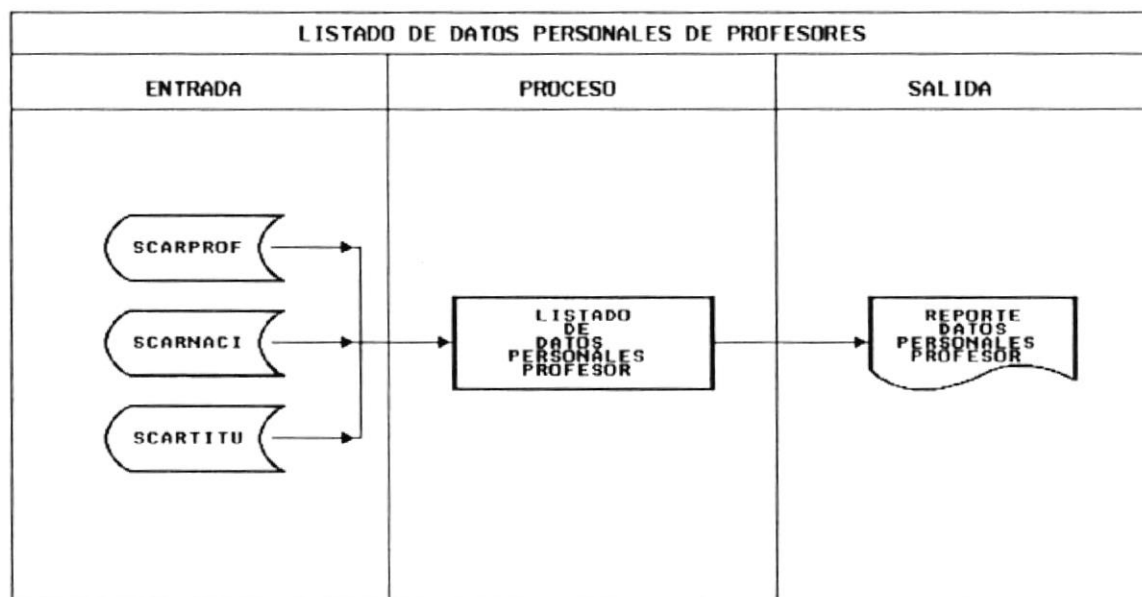 LISTADO DE DATOS PERSONALES DE PROFESORES
ENTRADA
PROCESO
SALIDA
SCARPROF
SCARNACI
SCARTITU
LISTADO
DE
DATOS
PERSONALES
PROFESOR
REPORTE
DATOS
PERSONALES
PROFESOR